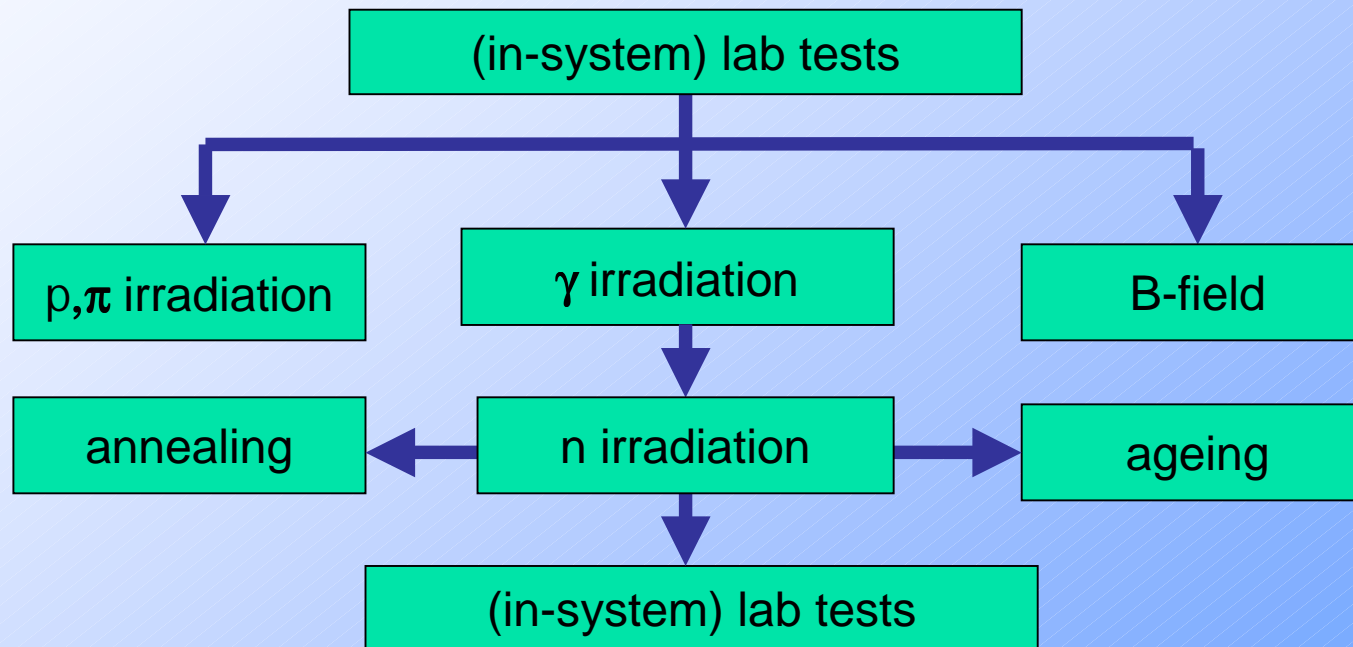 (in-system) lab tests
p,π irradiation
γ irradiation
B-field
annealing
n irradiation
ageing
(in-system) lab tests